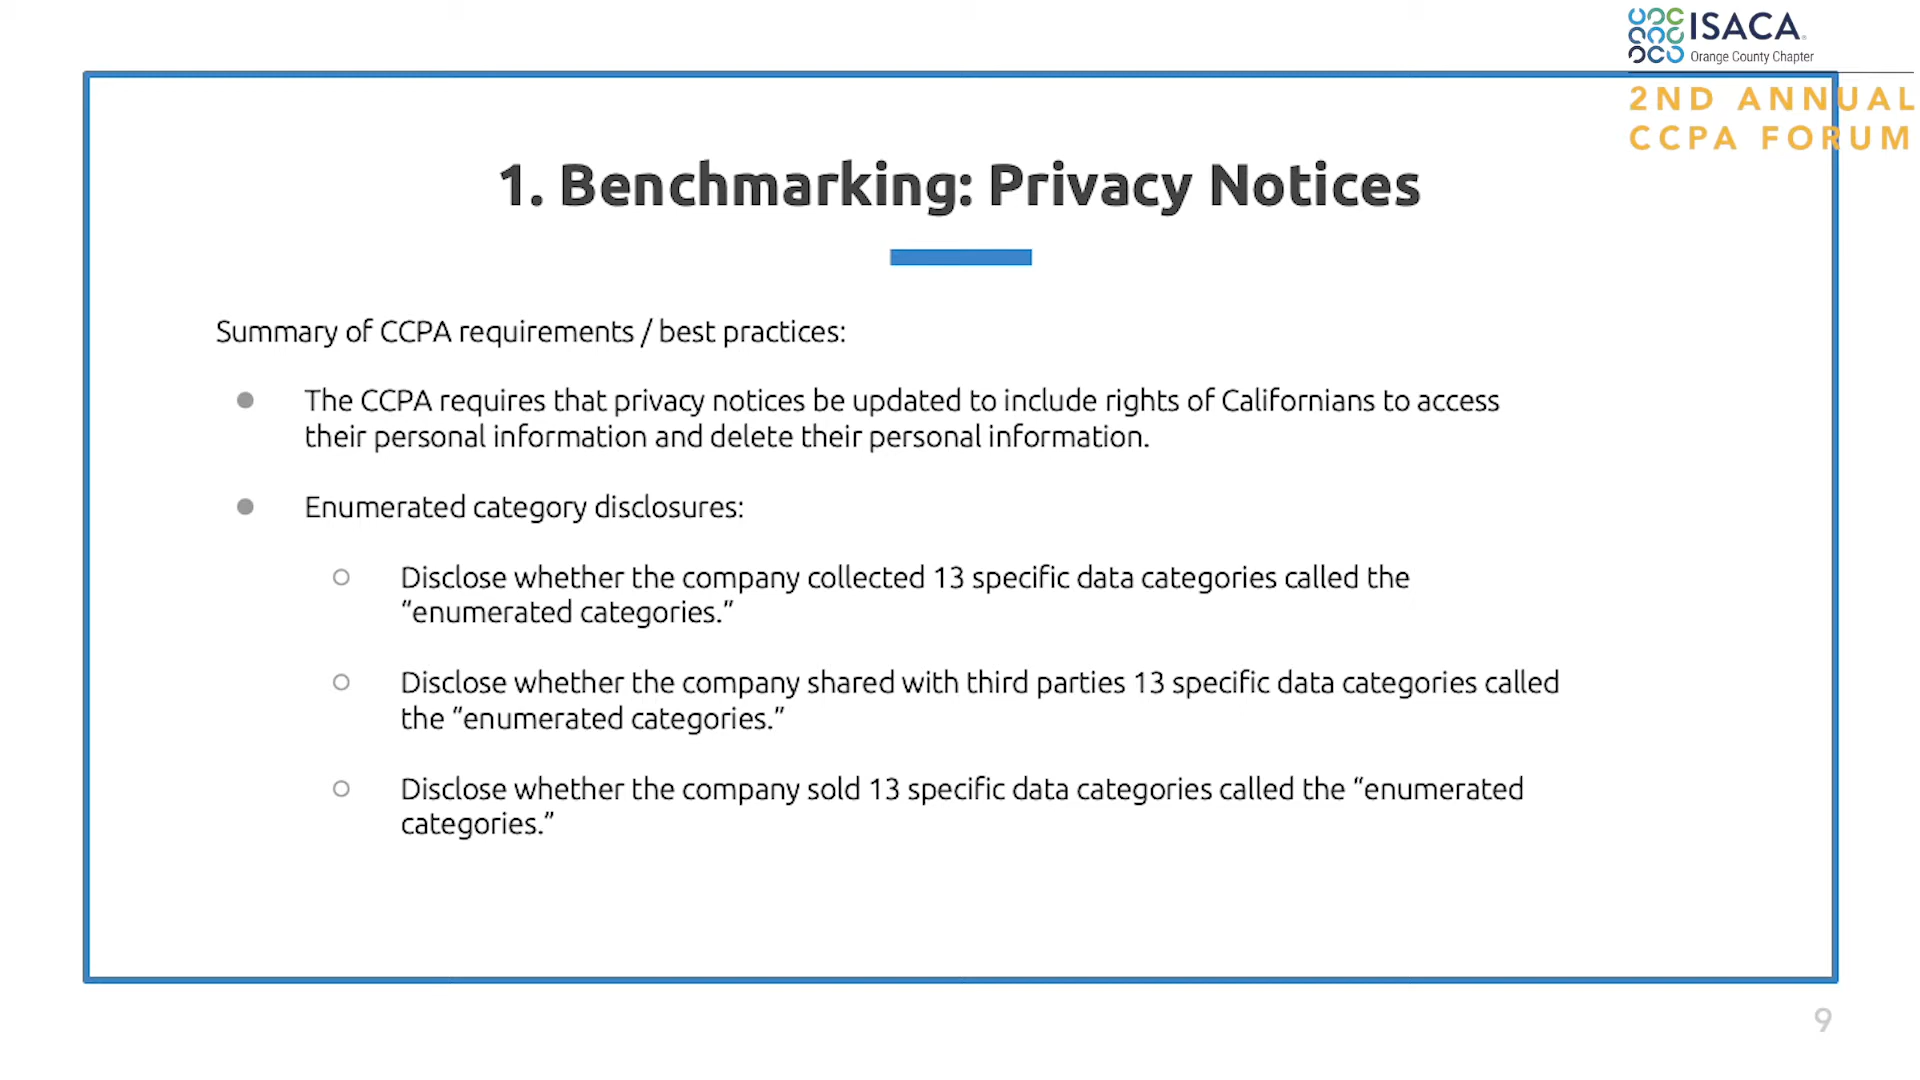 ISACA.
Orange County Chapter
2ND ANNUAL
CCPA FORUM
1. Benchmarking: Privacy Notices
Summary of CCPA requirements / best practices:
● The CCPA requires that privacy notices be updated to include rights of Californians to access
their personal information and delete their personal information.
● Enumerated category disclosures:
○ Disclose whether the company collected 13 specific data categories called the
“enumerated categories.”
○ Disclose whether the company shared with third parties 13 specific data categories called
the “enumerated categories.”
○ Disclose whether the company sold 13 specific data categories called the “enumerated
categories.”
9